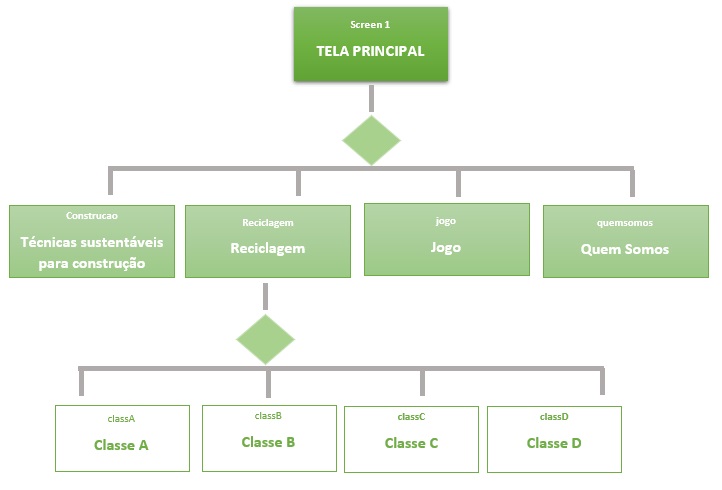 Screen 1
TELA PRINCIPAL
Construcao
Técnicas sustentáveis
para construção
Reciclagem
Reciclagem
jogo
Jogo
quemsomos
Quem Somos
classA
Classe A
classB
Classe B
classC
Classe C
classD
Classe D